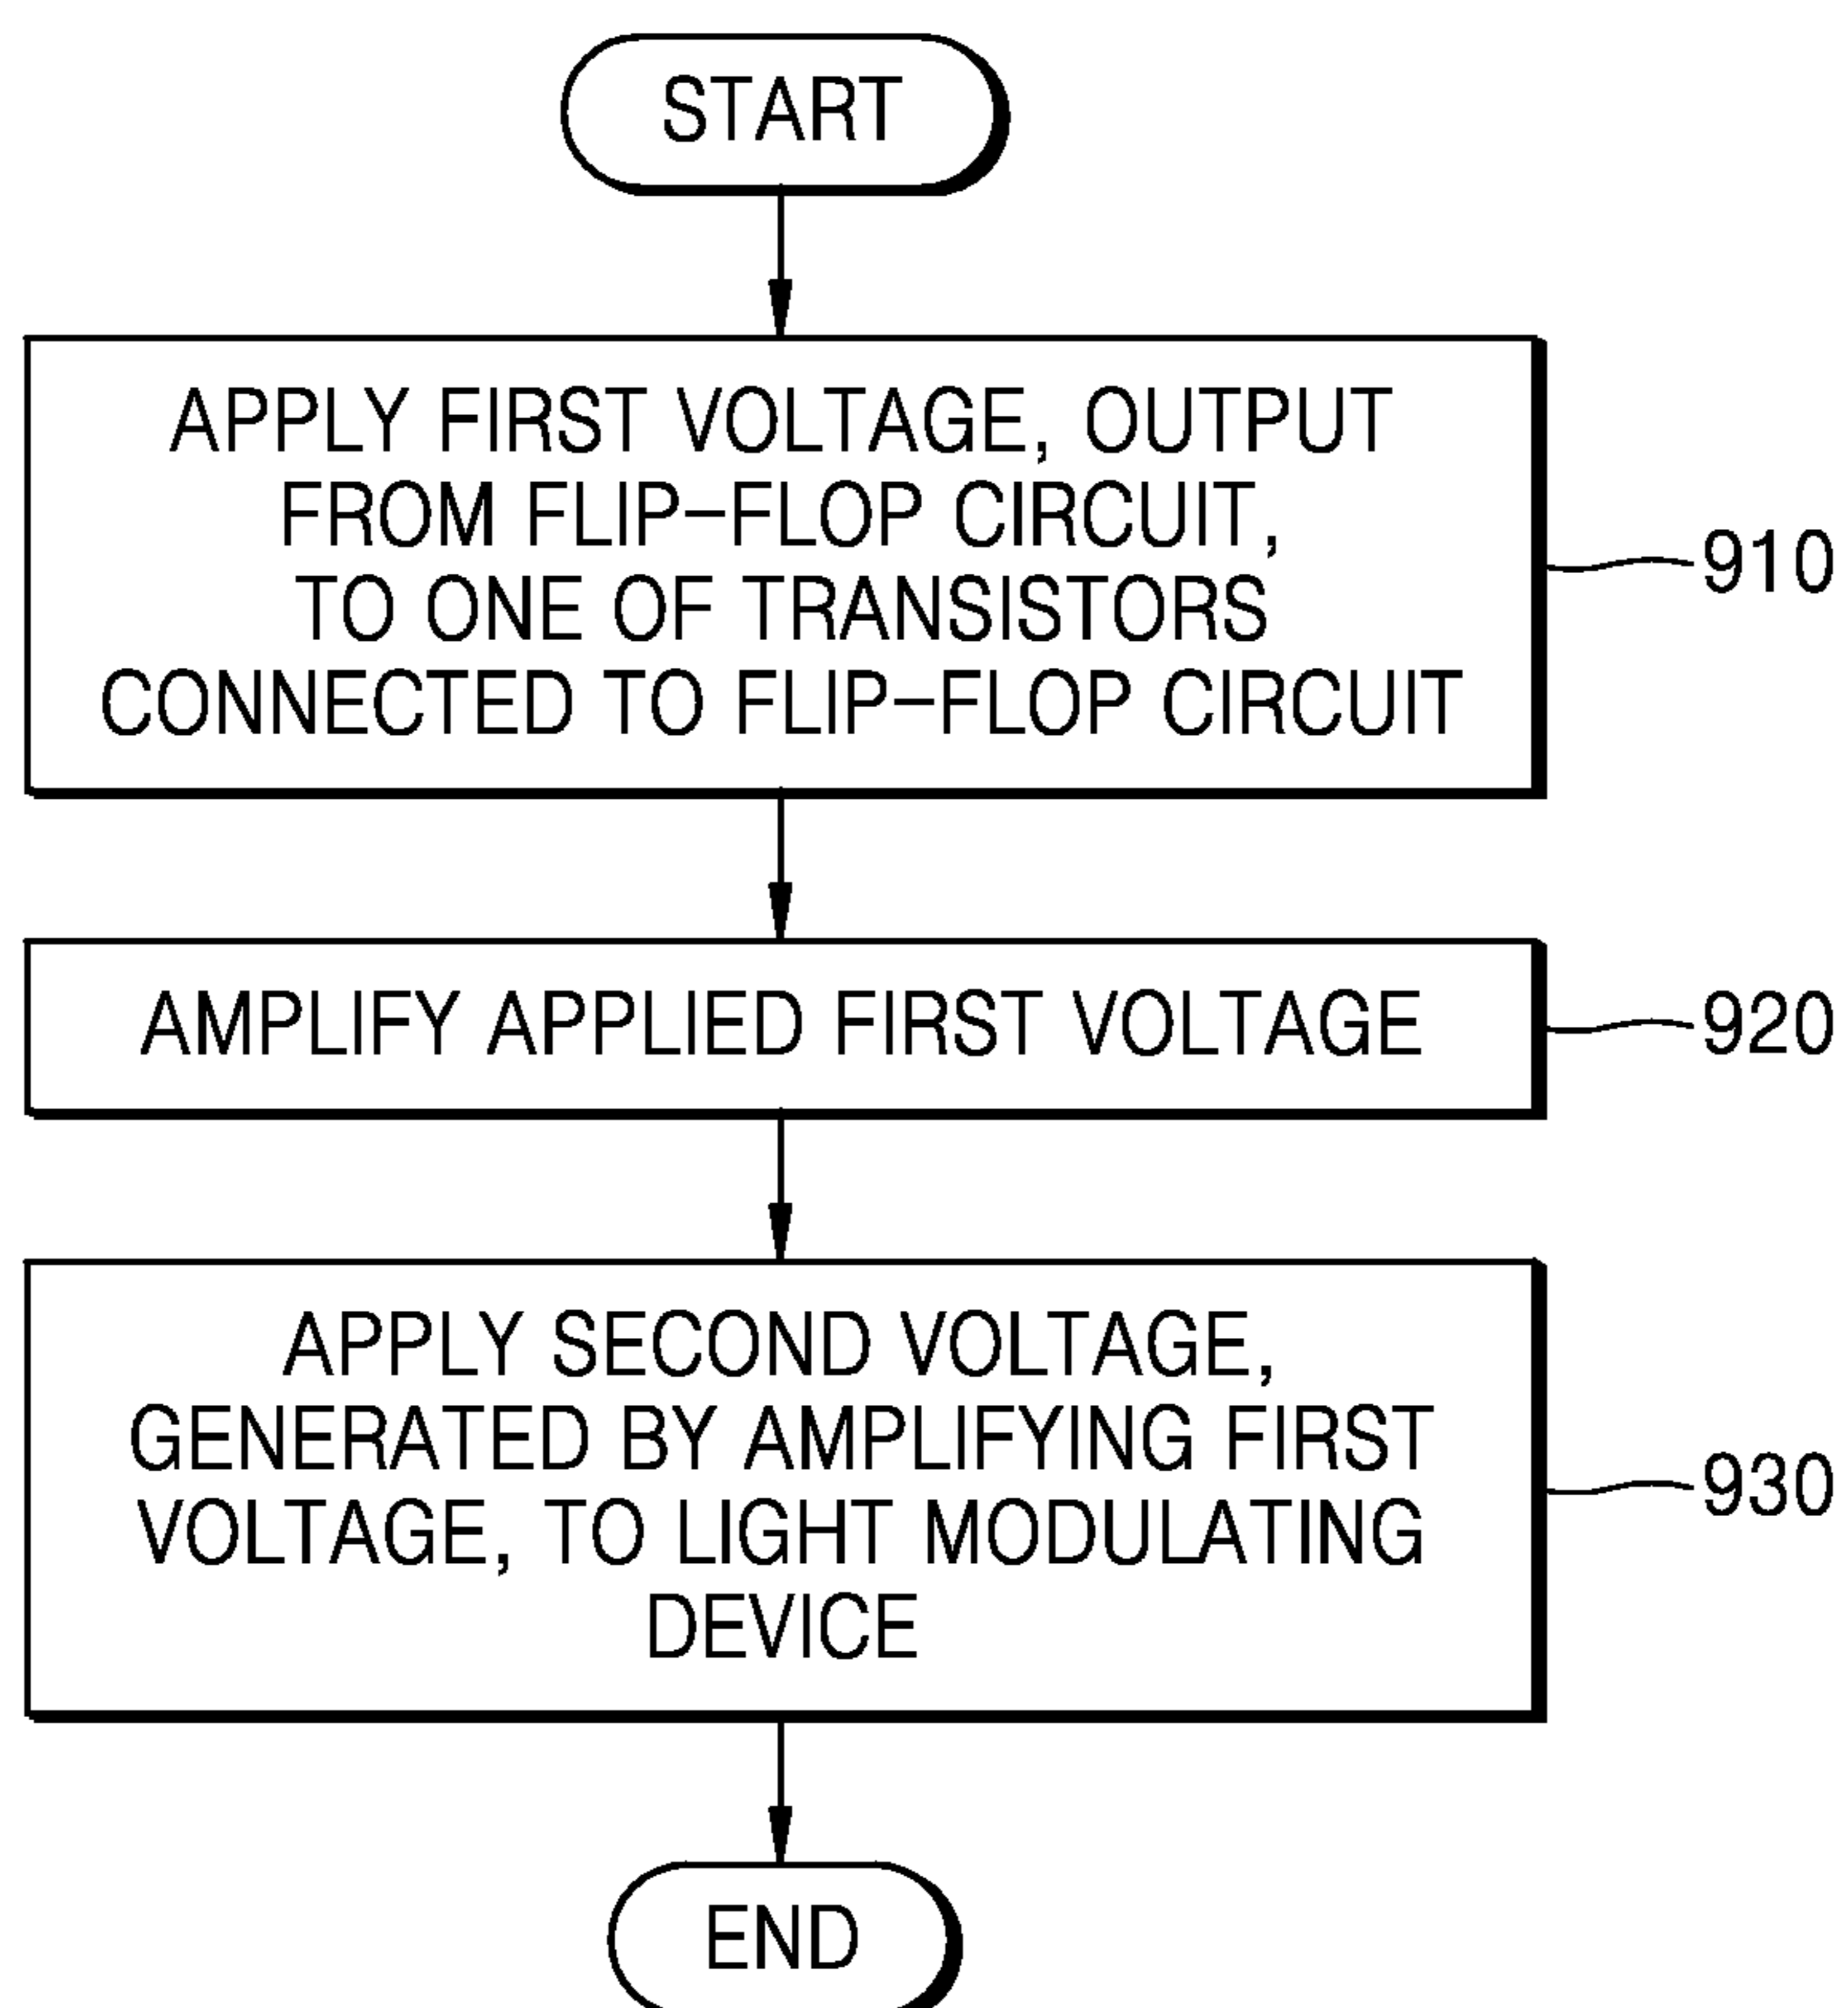 START
APPLY FIRST VOLTAGE, OUTPUT
FROM FLIP-FLOP CIRCUIT,
TO ONE OF TRANSISTORS
CONNECTED TO FLIP-FLOP CIRCUIT
910
AMPLIFY APPLIED FIRST VOLTAGE
920
APPLY SECOND VOLTAGE,
GENERATED BY AMPLIFYING FIRST
VOLTAGE, TO LIGHT MODULATING
DEVICE
930
END